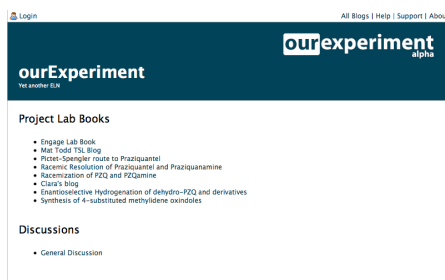 Login
All Blogs | Help | Support | Abou
ourexperiment
alpha
ourExperiment
Yet another ELN
Project Lab Books
Engage Lab Book
Mat Todd TSL Blog
Pictet-Spengler route to Praziquantel
Racemic Resolution of Praziquantel and Praziquanamine
Racemization of PZQ and PZQamine
Clara's blog
Enantioselective Hydrogenation of dehydro-PZQ and derivatives
Synthesis of 4-substituted methylidene oxindoles
Discussions
General Discussion